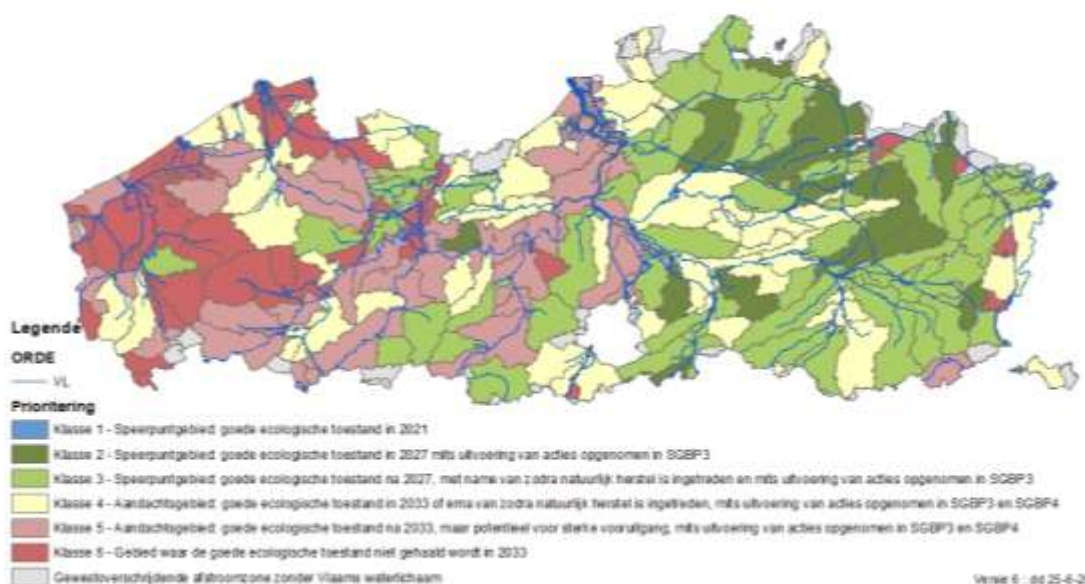 Legende
ORDE
VL
Prioritering
Klasse 1 - Speerpuntgebied: goede ecologische toestand in 2021
Klasse 2 - Speerpuntgebied: goede ecologische toestand in 2027 mits uitvoering van acties opgenomen in SGBP3
Klasse 3 - Speerpuntgebied: goede ecologische toestand na 2027, met name van zodra natuurlijk herstel is ingetreden en mits uitvoering van acties opgenomen in SGBP3
Klasse 4 - Aandachtsgebied: goede ecologische toestand in 2033 of erna van zodra natuurlijk herstel is ingetreden, mits uitvoering van acties opgenomen in SGBP3 en SGBP4
Klasse 5 - Aandachtsgebied: goede ecologische toestand na 2033, maar potentieel voor sterke vooruitgang, mits uitvoering van acties opgenomen in SGBP3 en SGBP4
Klasse 6 - Gebied waar de goede ecologische toestand niet gehaald wordt in 2033
Gewestoverschrijdende afstroomzone zonder Vlaams waterlichaam
Versie 6 : dd 25-6-2